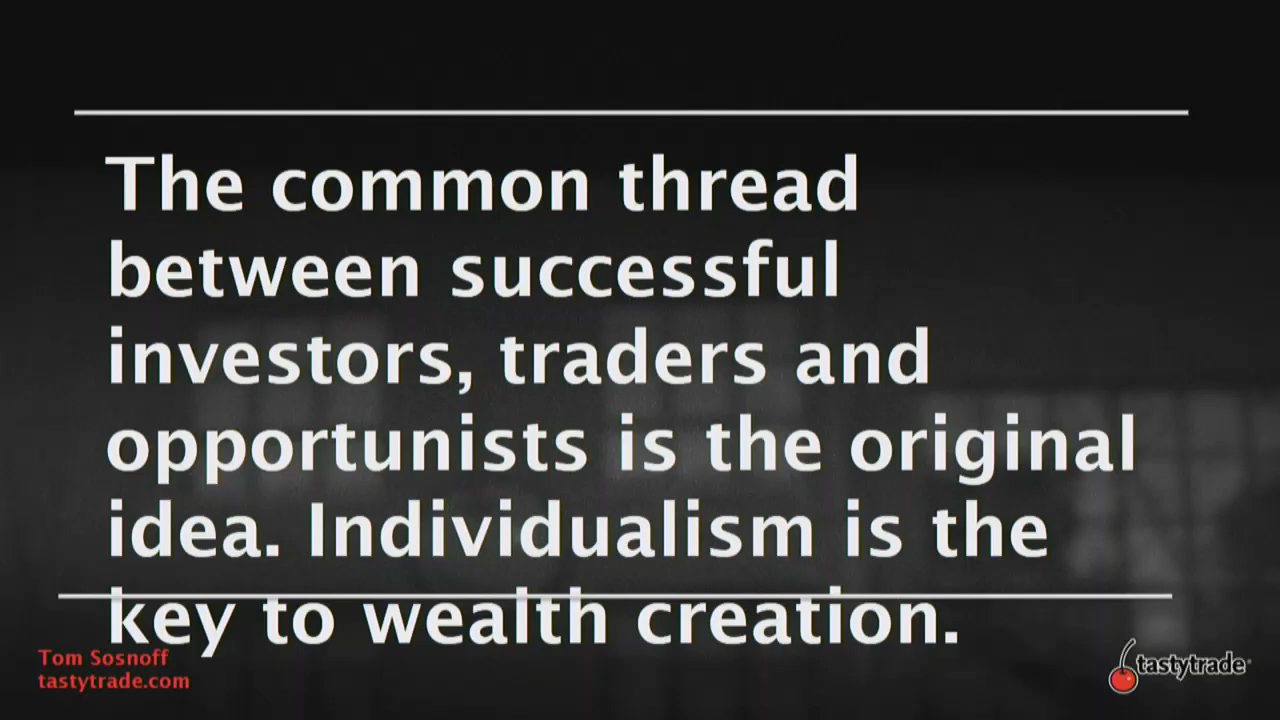 The common thread
between successful
investors, traders and
opportunists is the original
idea. Individualism is the
key to wealth creation.
Tom Sosnoff
tastytrade.com
tastytrade